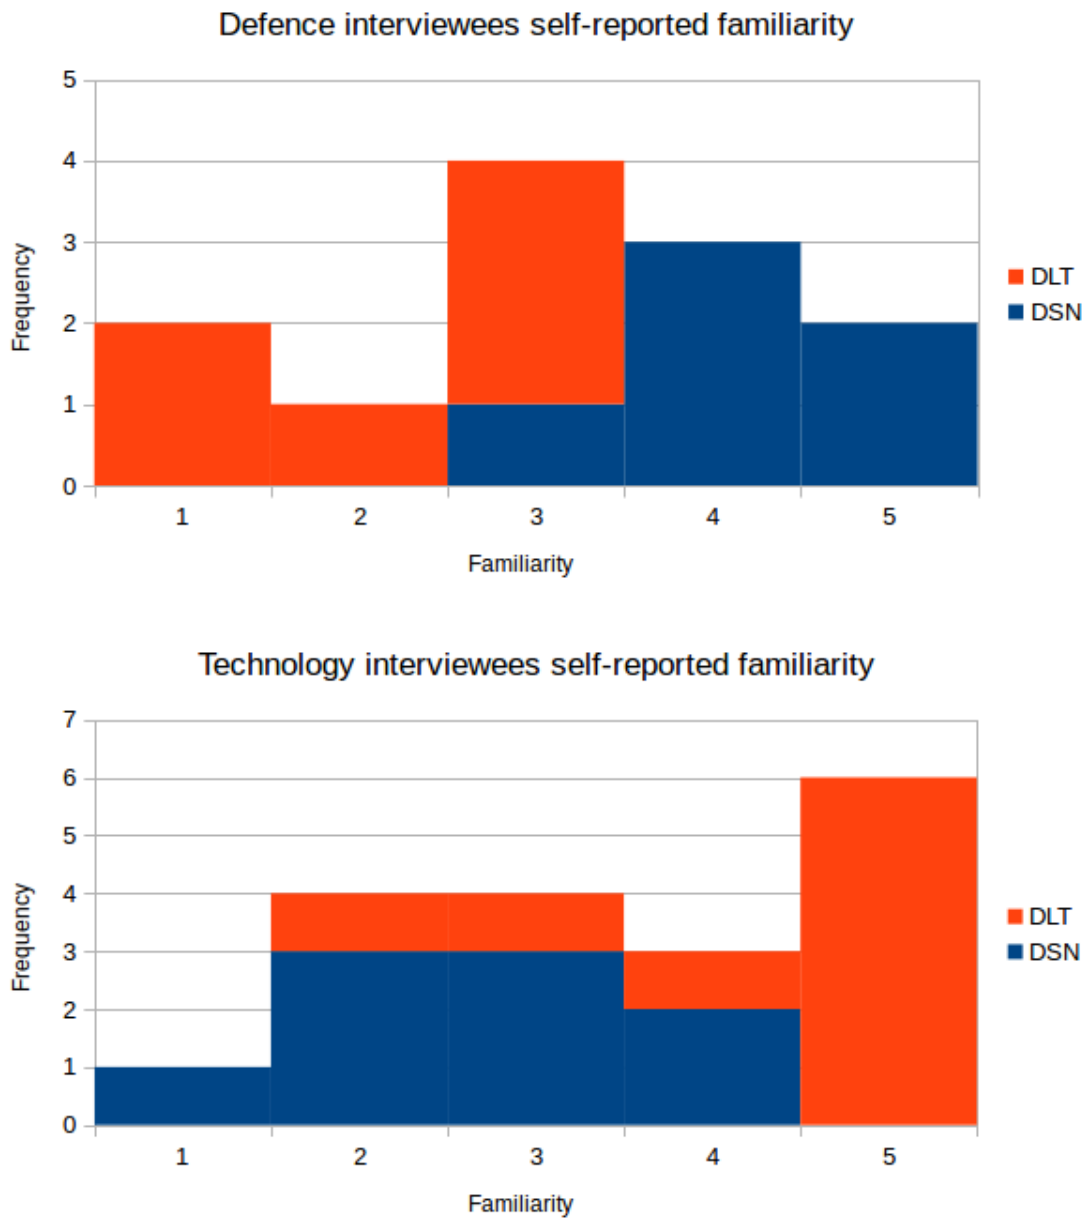 Defence interviewees self-reported familiarity
5
4
3
2
1
0
Frequency
1 2 3 4 5
Familiarity
DLT
DSN
Technology interviewees self-reported familiarity
7
6
5
4
3
2
1
0
Frequency
1 2 3 4 5
Familiarity
DLT
DSN